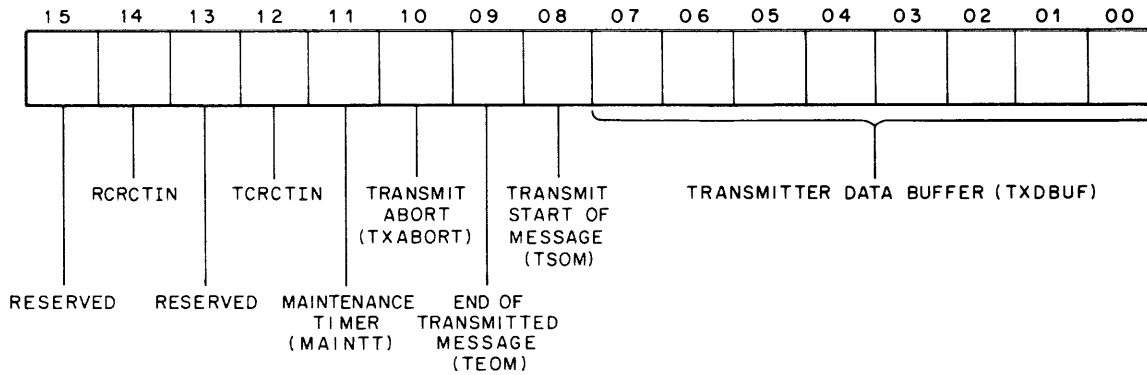 15 14 13 12 11 10 09 08 07 06 05 04 03 02 01 00
RCRCTIN
TCRCTIN
TRANSMIT
ABORT
(TXABORT)
TRANSMIT
START OF
MESSAGE
(TSOM)
TRANSMITTER DATA BUFFER (TXDBUF)
RESERVED
RESERVED
MAINTENANCE
TIMER
(MAINTT)
END OF
TRANSMITTED
MESSAGE
(TEOM)